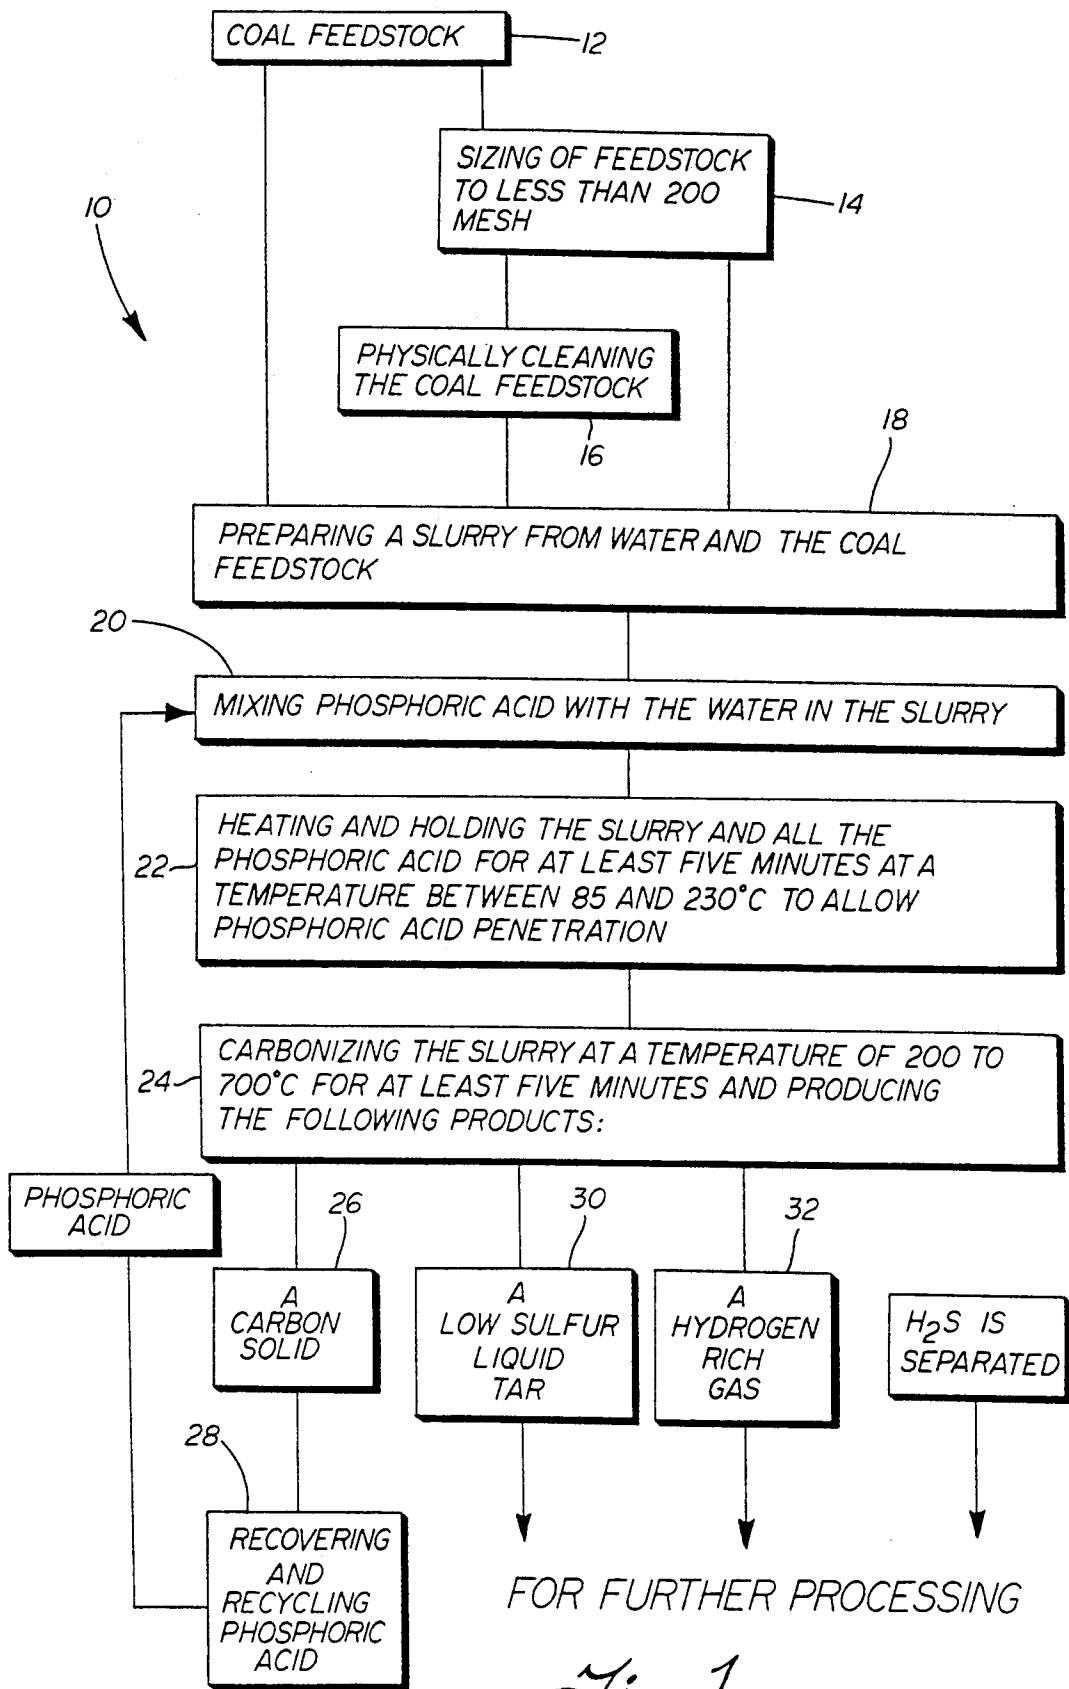 COAL FEEDSTOCK
12
SIZING OF FEEDSTOCK
TO LESS THAN 200
MESH
14
10
PHYSICALLY CLEANING
THE COAL FEEDSTOCK
16
18
PREPARING A SLURRY FROM WATER AND THE COAL
FEEDSTOCK
20
MIXING PHOSPHORIC ACID WITH THE WATER IN THE SLURRY
22
HEATING AND HOLDING THE SLURRY AND ALL THE
PHOSPHORIC ACID FOR AT LEAST FIVE MINUTES AT A
TEMPERATURE BETWEEN 85 AND 230°C TO ALLOW
PHOSPHORIC ACID PENETRATION
24
CARBONIZING THE SLURRY AT A TEMPERATURE OF 200 TO
700°C FOR AT LEAST FIVE MINUTES AND PRODUCING
THE FOLLOWING PRODUCTS:
PHOSPHORIC
ACID
26
A
CARBON
SOLID
30
A
LOW SULFUR
LIQUID
TAR
32
A
HYDROGEN
RICH
GAS
H2S IS
SEPARATED
28
RECOVERING
AND
RECYCLING
PHOSPHORIC
ACID
FOR FURTHER PROCESSING